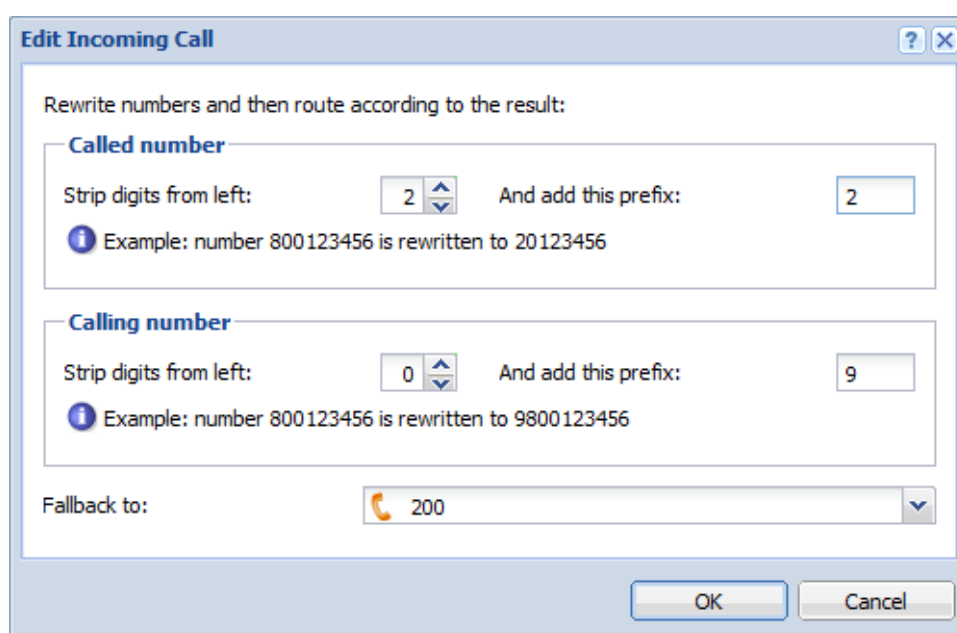 Edit Incoming Call ?
Rewrite numbers and then route according to the result:
Called number
Strip digits from left: 2 And add this prefix: 2
i Example: number 800123456 is rewritten to 20123456
Calling number
Strip digits from left: 0 And add this prefix: 9
i Example: number 800123456 is rewritten to 9800123456
Fallback to: 200
OK Cancel